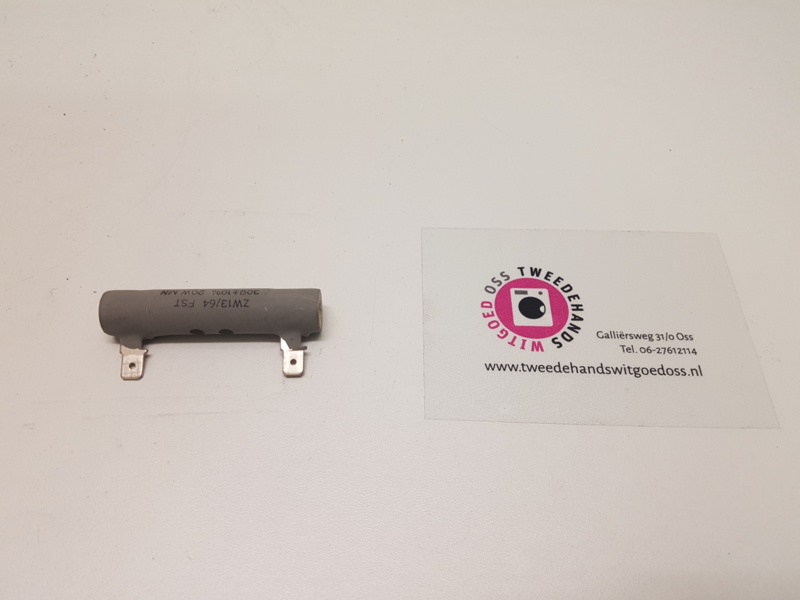 ZW13/64 FST
TWEEDEHANDS WITGOED OSS
Galliërsweg 31/0 Oss
Tel. 06-27612114
www.tweedehandswitgoedoss.nl